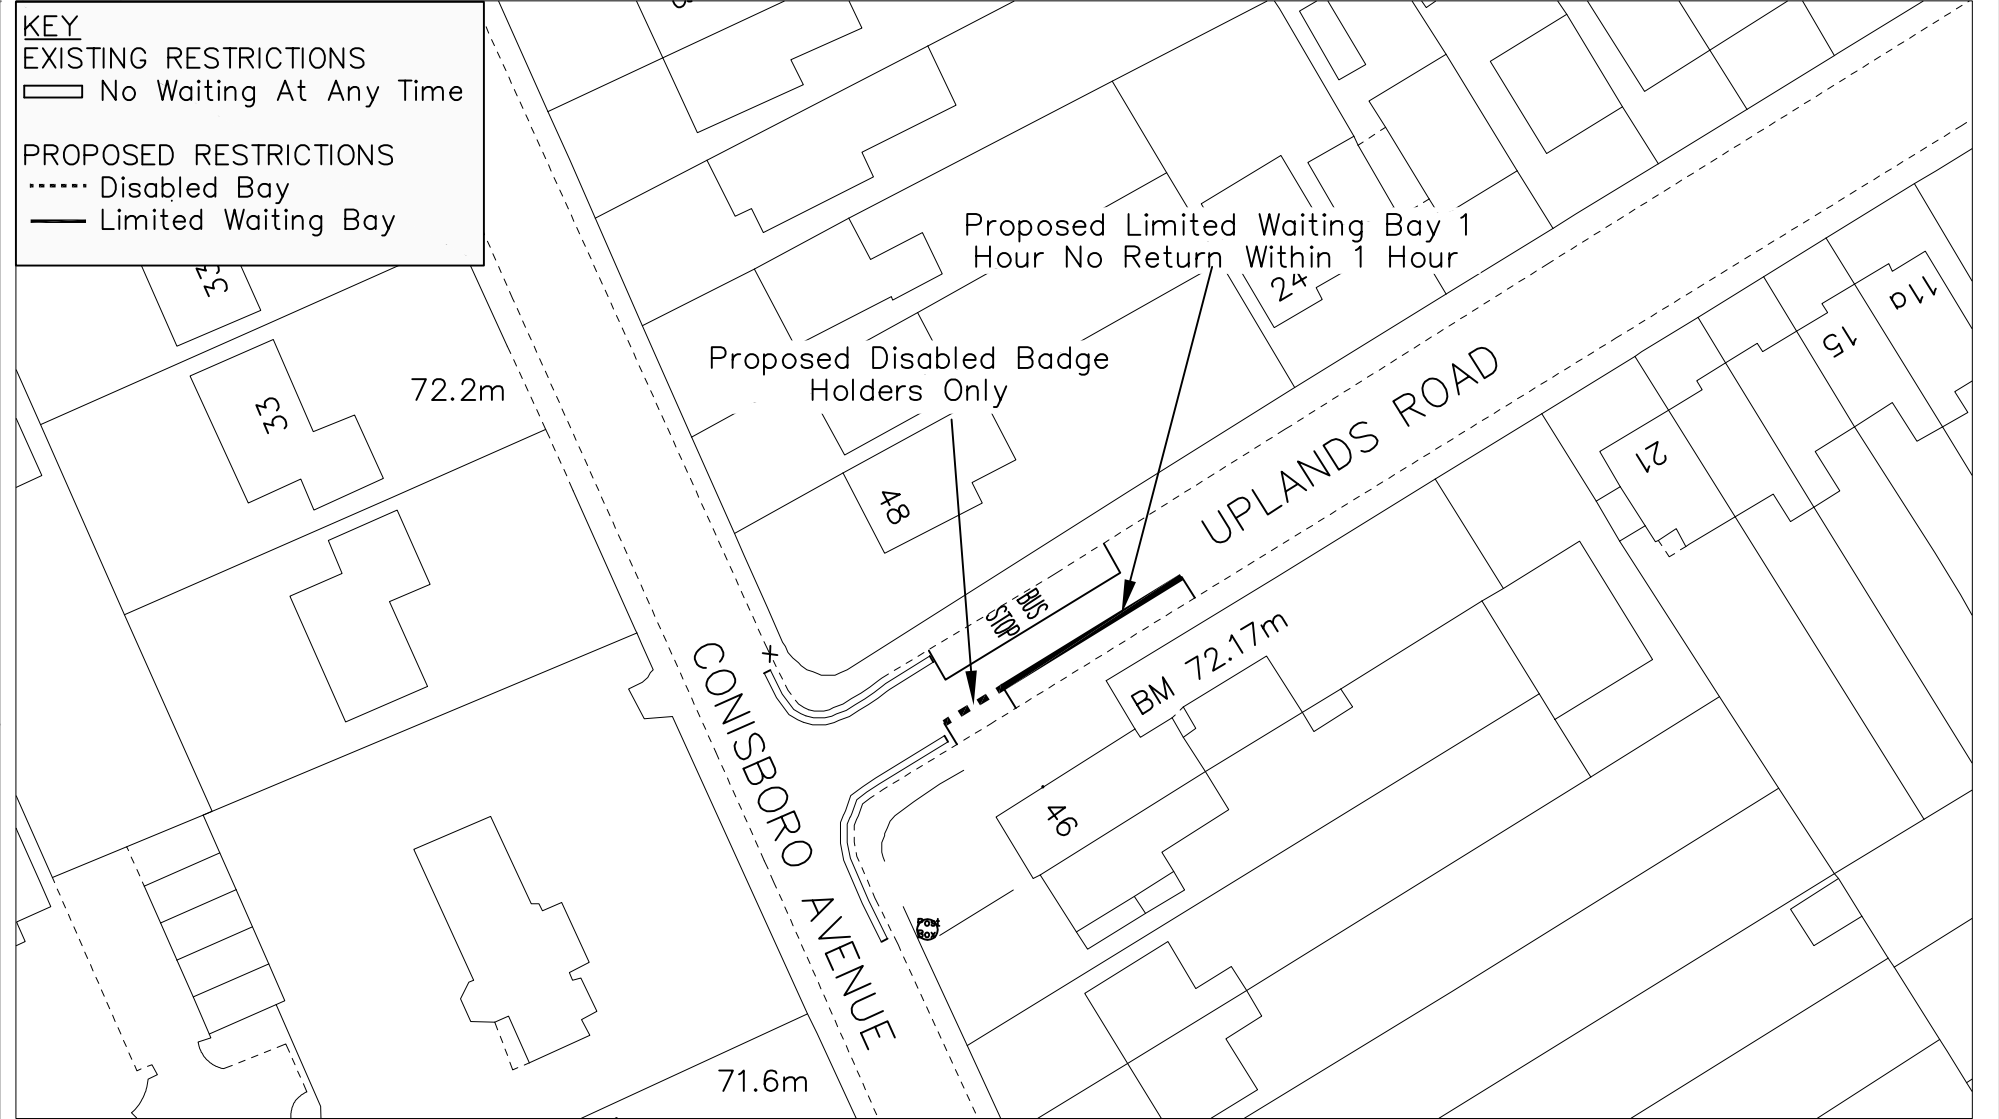 KEY
EXISTING RESTRICTIONS
No Waiting At Any Time
PROPOSED RESTRICTIONS
Disabled Bay
Limited Waiting Bay
33
Proposed Limited Waiting Bay 1
Hour No Return Within 1 Hour
24
11a
15
Proposed Disabled Badge
Holders Only
72.2m
33
UPLANDS ROAD
21
48
BUS
STOP
BM 72.17m
CONISBORO AVENUE
46
Post
Box
71.6m